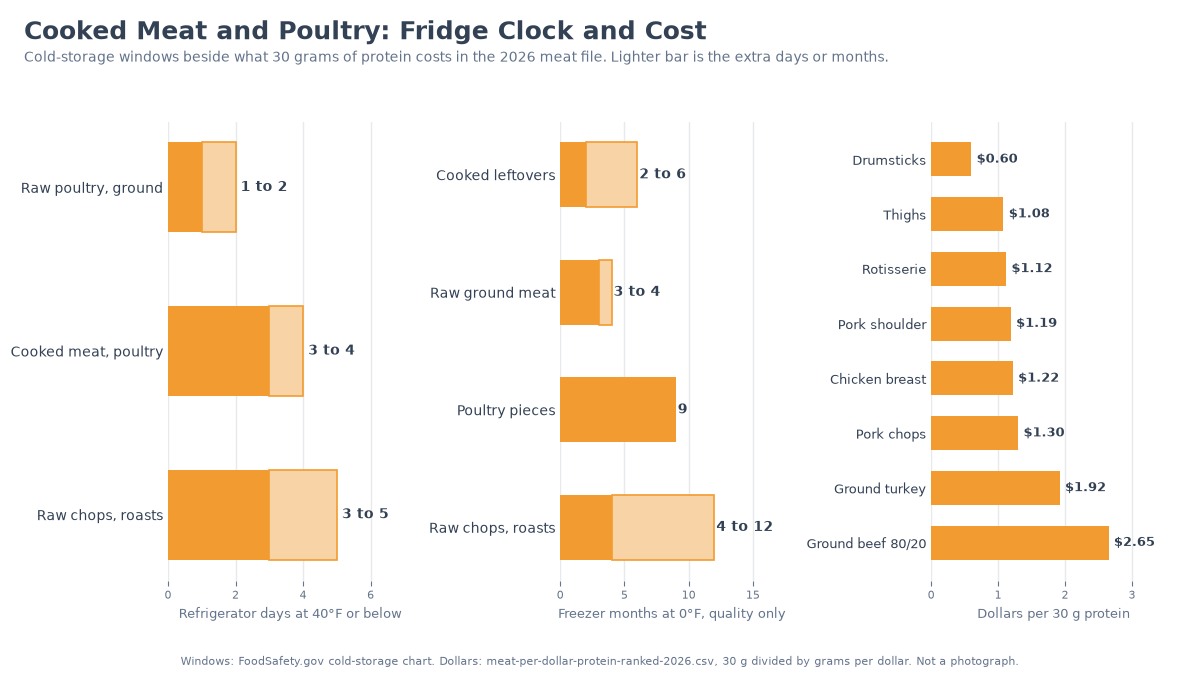 Cooked Meat and Poultry: Fridge Clock and Cost
Cold-storage windows beside what 30 grams of protein costs in the 2026 meat file. Lighter bar is the extra days or months.
Raw poultry, ground
1 to 2
Cooked meat, poultry
3 to 4
Raw chops, roasts
3 to 5
0 2 4 6
Refrigerator days at 40°F or below
Cooked leftovers
2 to 6
Raw ground meat
3 to 4
Poultry pieces
9
Raw chops, roasts
4 to 12
0 5 10 15
Freezer months at 0°F, quality only
Drumsticks
$0.60
Thighs
$1.08
Rotisserie
$1.12
Pork shoulder
$1.19
Chicken breast
$1.22
Pork chops
$1.30
Ground turkey
$1.92
Ground beef 80/20
$2.65
0 1 2 3
Dollars per 30 g protein
Windows: FoodSafety.gov cold-storage chart. Dollars: meat-per-dollar-protein-ranked-2026.csv, 30 g divided by grams per dollar. Not a photograph.